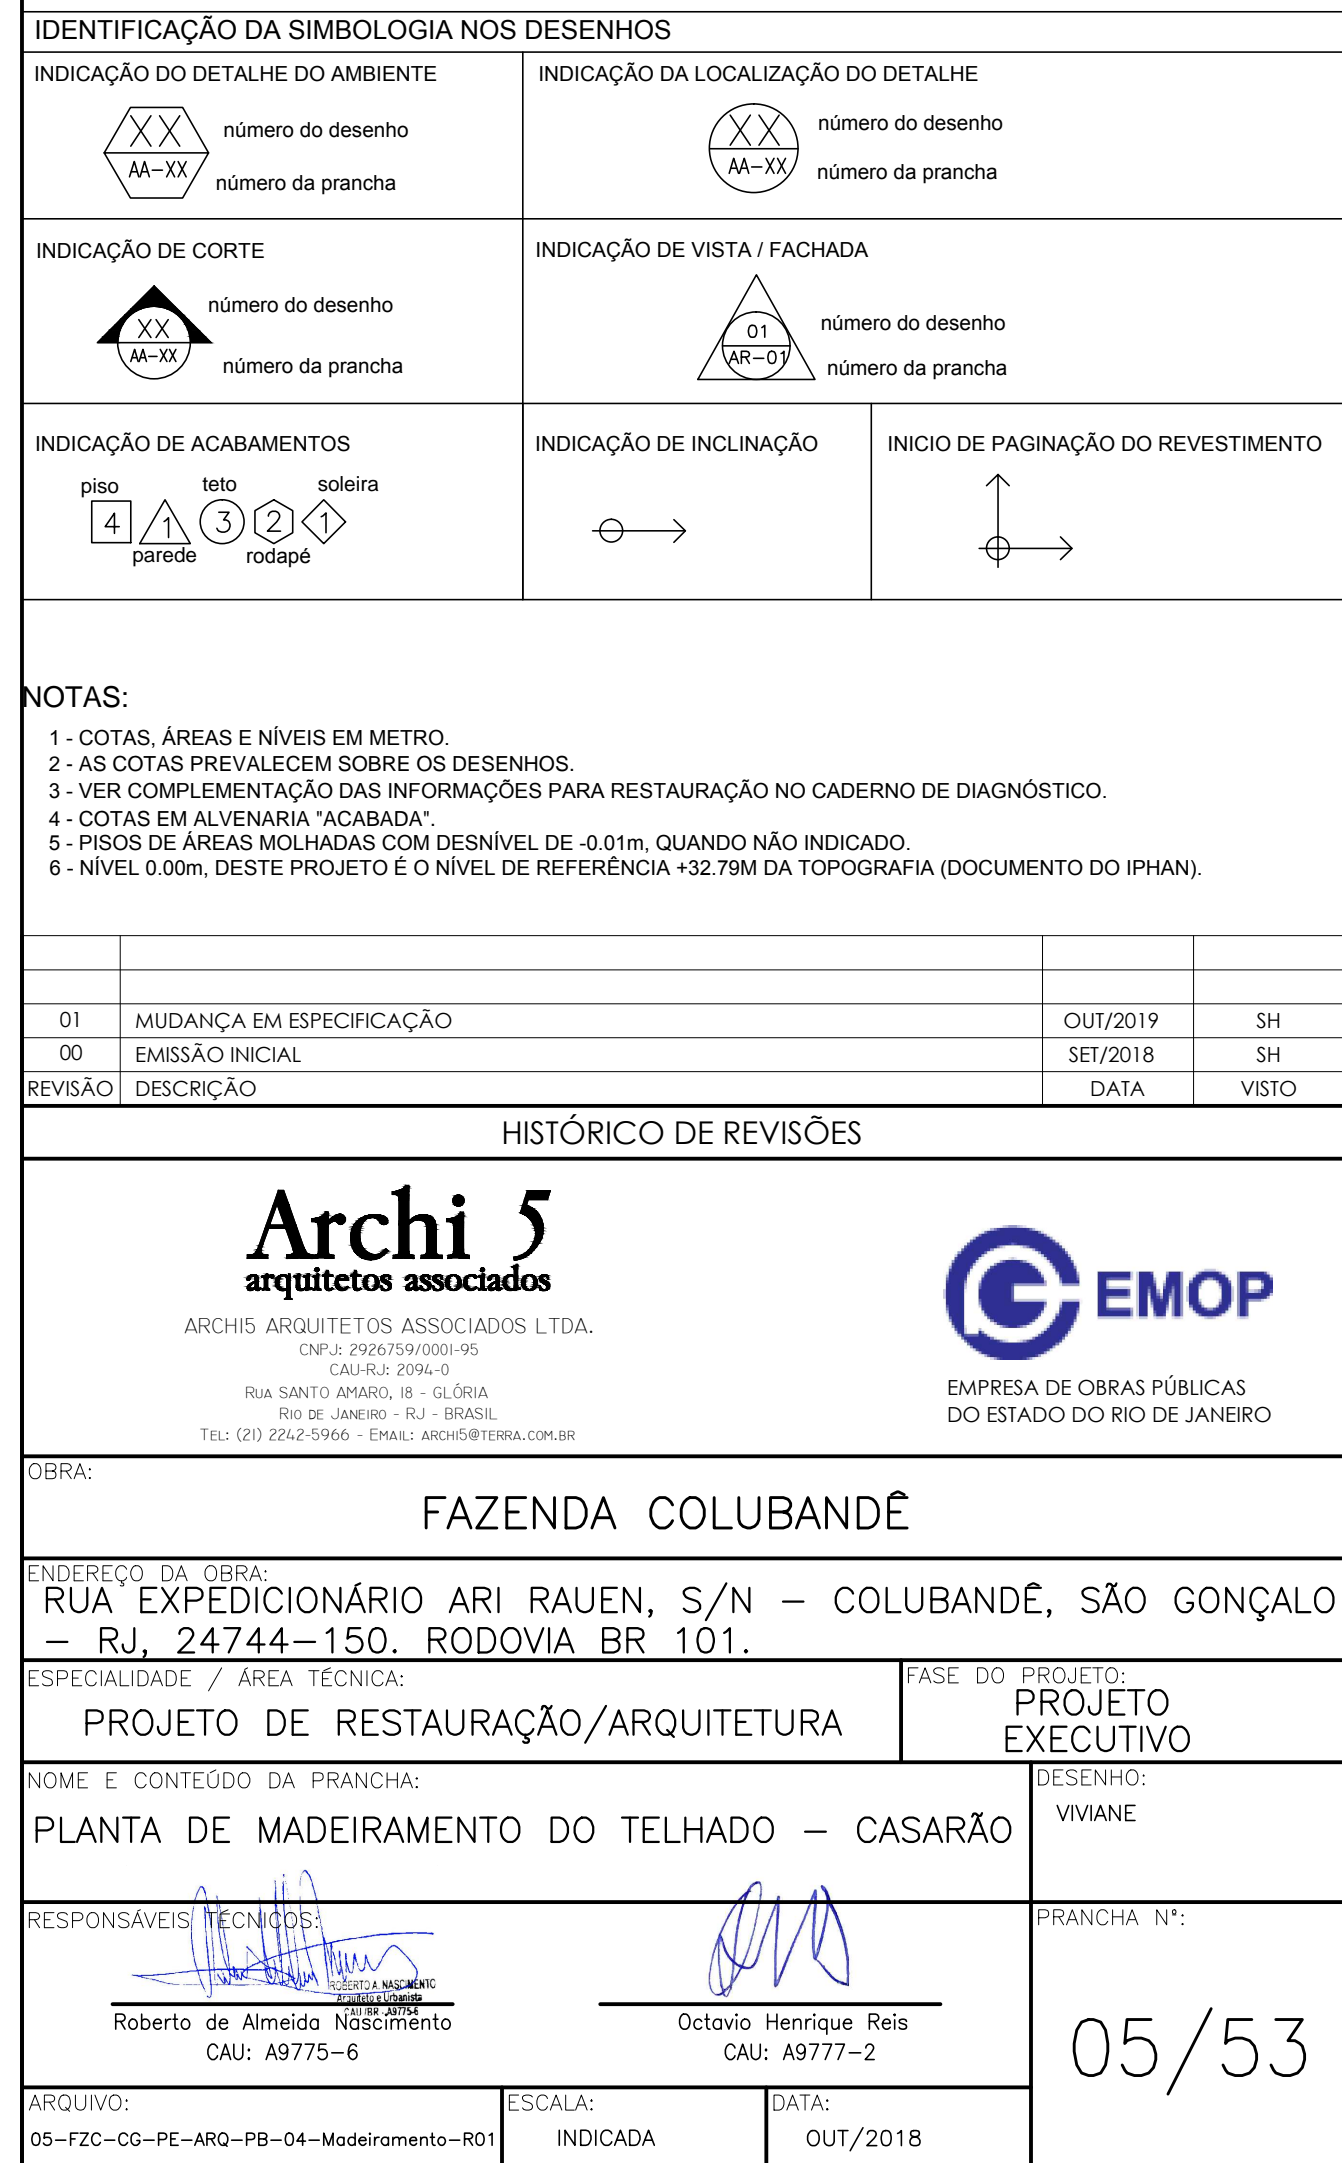 IDENTIFICAÇÃO DA SIMBOLOGIA NOS DESENHOS
INDICAÇÃO DO DETALHE DO AMBIENTE
XX
AA-XX
número do desenho
número da prancha
INDICAÇÃO DA LOCALIZAÇÃO DO DETALHE
XX
AA-XX
número do desenho
número da prancha
INDICAÇÃO DE CORTE
XX
AA-XX
número do desenho
número da prancha
INDICAÇÃO DE VISTA / FACHADA
01
AR-01
número do desenho
número da prancha
INDICAÇÃO DE ACABAMENTOS
piso teto soleira
4 1 3 2 1
parede rodapé
INDICAÇÃO DE INCLINAÇÃO
INICIO DE PAGINAÇÃO DO REVESTIMENTO
NOTAS:
1 - COTAS, ÁREAS E NÍVEIS EM METRO.
2 - AS COTAS PREVALECEM SOBRE OS DESENHOS.
3 - VER COMPLEMENTAÇÃO DAS INFORMAÇÕES PARA RESTAURAÇÃO NO CADERNO DE DIAGNÓSTICO.
4 - COTAS EM ALVENARIA "ACABADA".
5 - PISOS DE ÁREAS MOLHADAS COM DESNÍVEL DE -0.01m, QUANDO NÃO INDICADO.
6 - NÍVEL 0.00m, DESTE PROJETO É O NÍVEL DE REFERÊNCIA +32.79M DA TOPOGRAFIA (DOCUMENTO DO IPHAN).
01 MUDANÇA EM ESPECIFICAÇÃO OUT/2019 SH
00 EMISSÃO INICIAL SET/2018 SH
REVISÃO DESCRIÇÃO DATA VISTO
HISTÓRICO DE REVISÕES
Archi 5
arquitetos associados
ARCHI5 ARQUITETOS ASSOCIADOS LTDA.
CNPJ: 2926759/0001-95
CAU-RJ: 2094-0
RUA SANTO AMARO, 18 - GLÓRIA
RIO DE JANEIRO - RJ - BRASIL
TEL: (21) 2242-5966 - EMAIL: ARCHI5@TERRA.COM.BR
EMOP
EMPRESA DE OBRAS PÚBLICAS
DO ESTADO DO RIO DE JANEIRO
OBRA:
FAZENDA COLUBANDÊ
ENDEREÇO DA OBRA:
RUA EXPEDICIONÁRIO ARI RAUEN, S/N – COLUBANDÊ, SÃO GONÇALO
– RJ, 24744-150. RODOVIA BR 101.
ESPECIALIDADE / ÁREA TÉCNICA:
PROJETO DE RESTAURAÇÃO/ARQUITETURA
FASE DO PROJETO:
PROJETO
EXECUTIVO
NOME E CONTEÚDO DA PRANCHA:
PLANTA DE MADEIRAMENTO DO TELHADO – CASARÃO
DESENHO:
VIVIANE
RESPONSÁVEIS TÉCNICOS:
ROBERTO A. NASCIMENTO
Arquiteto e Urbanista
CAU/BR - A9775-6
Roberto de Almeida Nascimento
CAU: A9775-6
Octavio Henrique Reis
CAU: A9777-2
PRANCHA Nº:
05/53
ARQUIVO:
05-FZC-CG-PE-ARQ-PB-04-Madeiramento-R01
ESCALA:
INDICADA
DATA:
OUT/2018